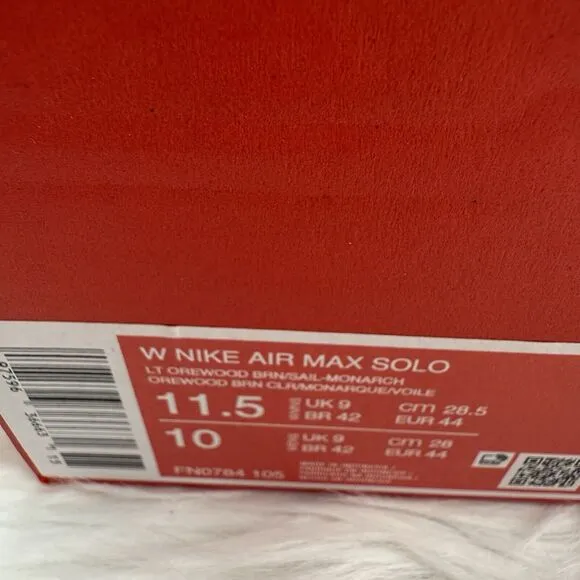 W NIKE AIR MAX SOLO
LT OREWOOD BRN/SAIL-MONARCH
OREWOOD BRN CLR/MONARQUE/VOILE
11.5 UK 9 cm 28.5
BR 42 EUR 44
10 UK 9 cm 28
BR 42 EUR 44
FN0784 105